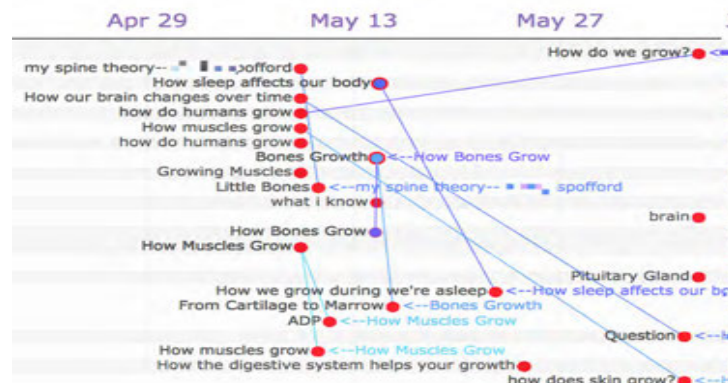 Apr 29 May 13 May 27
How do we grow?
my spine theory-- spofford
How sleep affects our body
How our brain changes over time
how do humans grow
How muscles grow
how do humans grow
Bones Growth <--How Bones Grow
Growing Muscles
Little Bones <--my spine theory-- spofford
what i know
brain
How Bones Grow
How Muscles Grow
Pituitary Gland
How we grow during we're asleep <--How sleep affects our bo
From Cartilage to Marrow <--Bones Growth
ADP <--How Muscles Grow
Question
How muscles grow <--How Muscles Grow
How the digestive system helps your growth
how does skin grow?